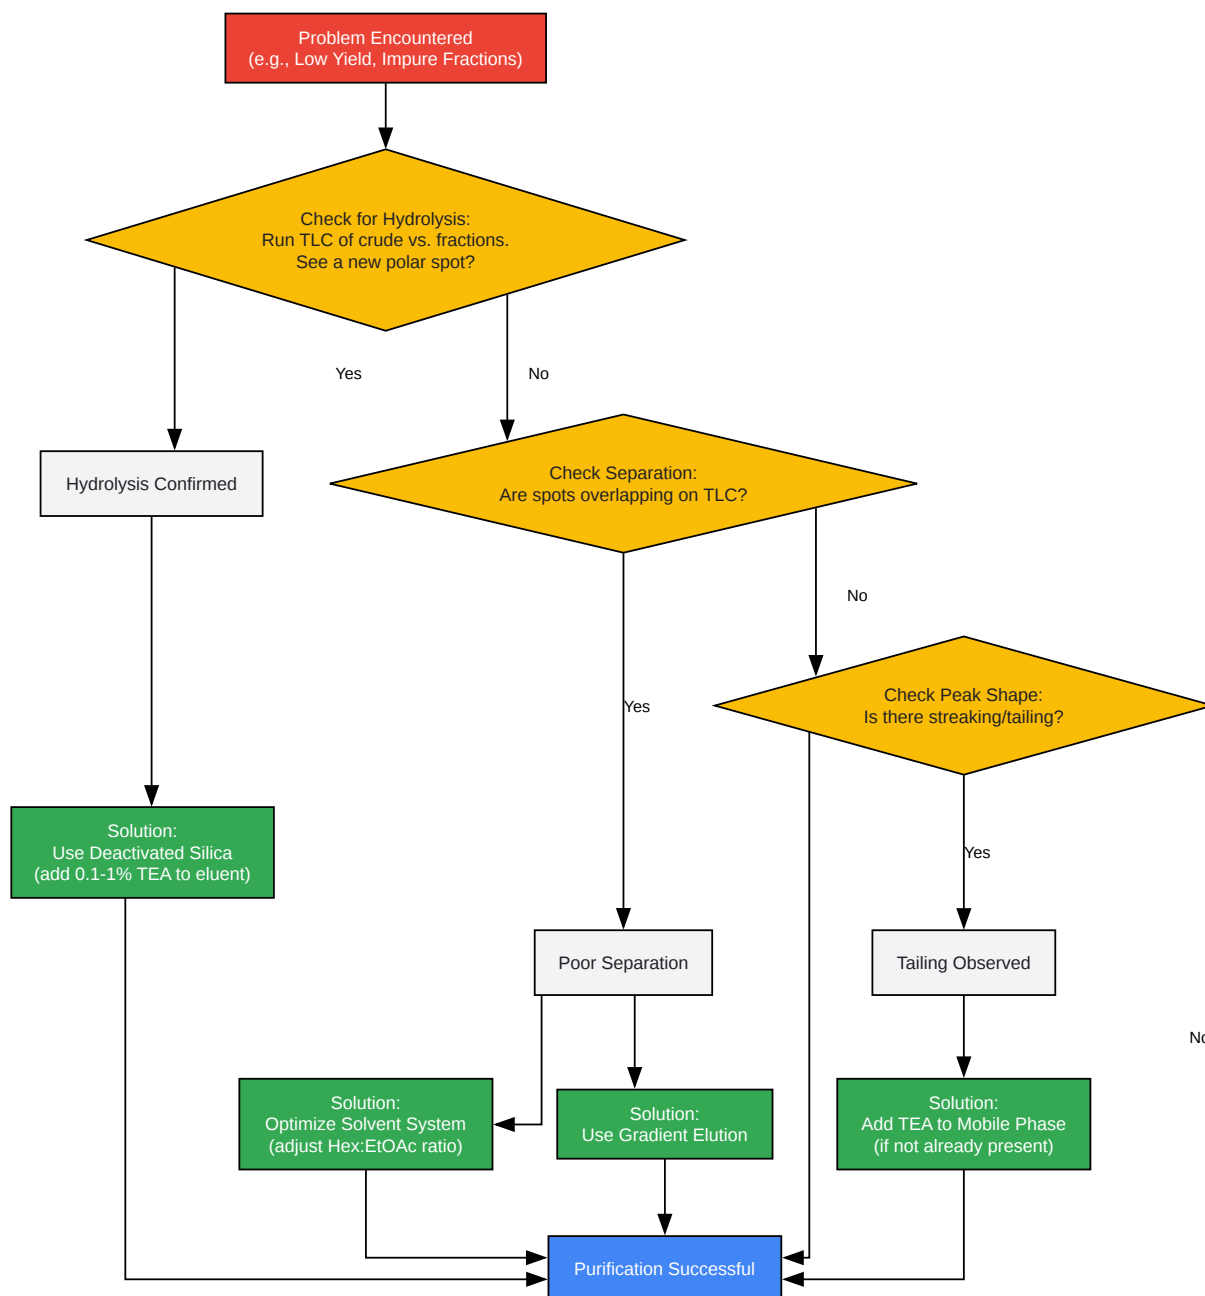 Problem Encountered
(e.g., Low Yield, Impure Fractions)
Check for Hydrolysis:
Run TLC of crude vs. fractions.
See a new polar spot?
Yes
No
Hydrolysis Confirmed
Check Separation:
Are spots overlapping on TLC?
No
Yes
Check Peak Shape:
Is there streaking/tailing?
Solution:
Use Deactivated Silica
(add 0.1-1% TEA to eluent)
Yes
Poor Separation
Tailing Observed
No
Solution:
Optimize Solvent System
(adjust Hex:EtOAc ratio)
Solution:
Use Gradient Elution
Solution:
Add TEA to Mobile Phase
(if not already present)
Purification Successful